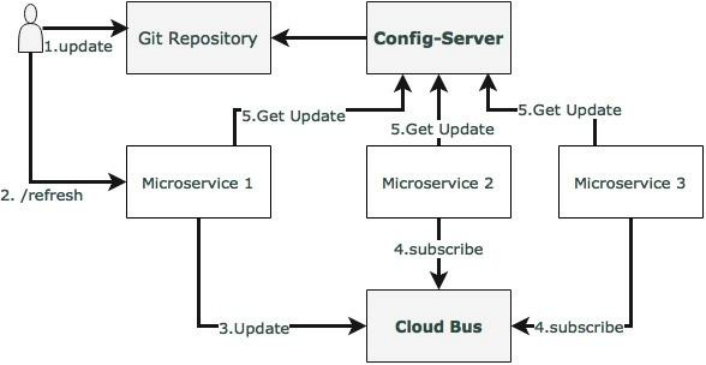 1.update
Git Repository
Config-Server
5.Get Update
5.Get Update
5.Get Update
2. /refresh
Microservice 1
Microservice 2
Microservice 3
4.subscribe
3.Update
Cloud Bus
4.subscribe